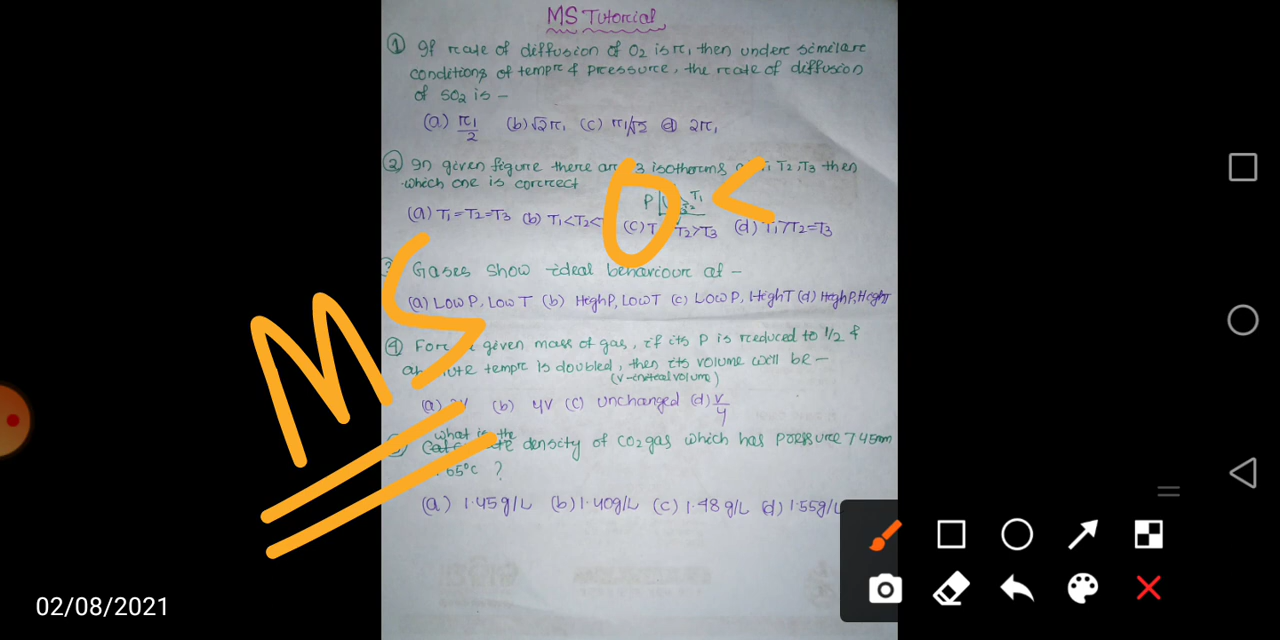 MS Tutorial
① If rate of diffusion of O2 is r1, then under similar
conditions of tempr & pressure, the rate of diffusion
of SO2 is -
(a) r1/2 (b) √2r1 (c) r1/√2 (d) 2r1
② In given figure there are 3 isotherms T2, T3 then
which one is correct
P T1
(a) T1=T2=T3 (b) T1<T2< (c) T T2>T3 (d) T1>T2=T3
Gases show ideal behaviour at -
(a) Low P, Low T (b) High P, Low T (c) Low P, High T (d) High P, High T
④ For given mass of gas, if its P is reduced to 1/2 &
tempr is doubled, then its volume will be -
(V-initial volume)
(a) (b) 4V (c) unchanged (d) V/4
what is the
density of CO2 gas which has pressure 745mm
65°C ?
(a) 1.45g/L (b) 1.40g/L (c) 1.48 g/L (d) 1.55g/L
O <
MS
02/08/2021